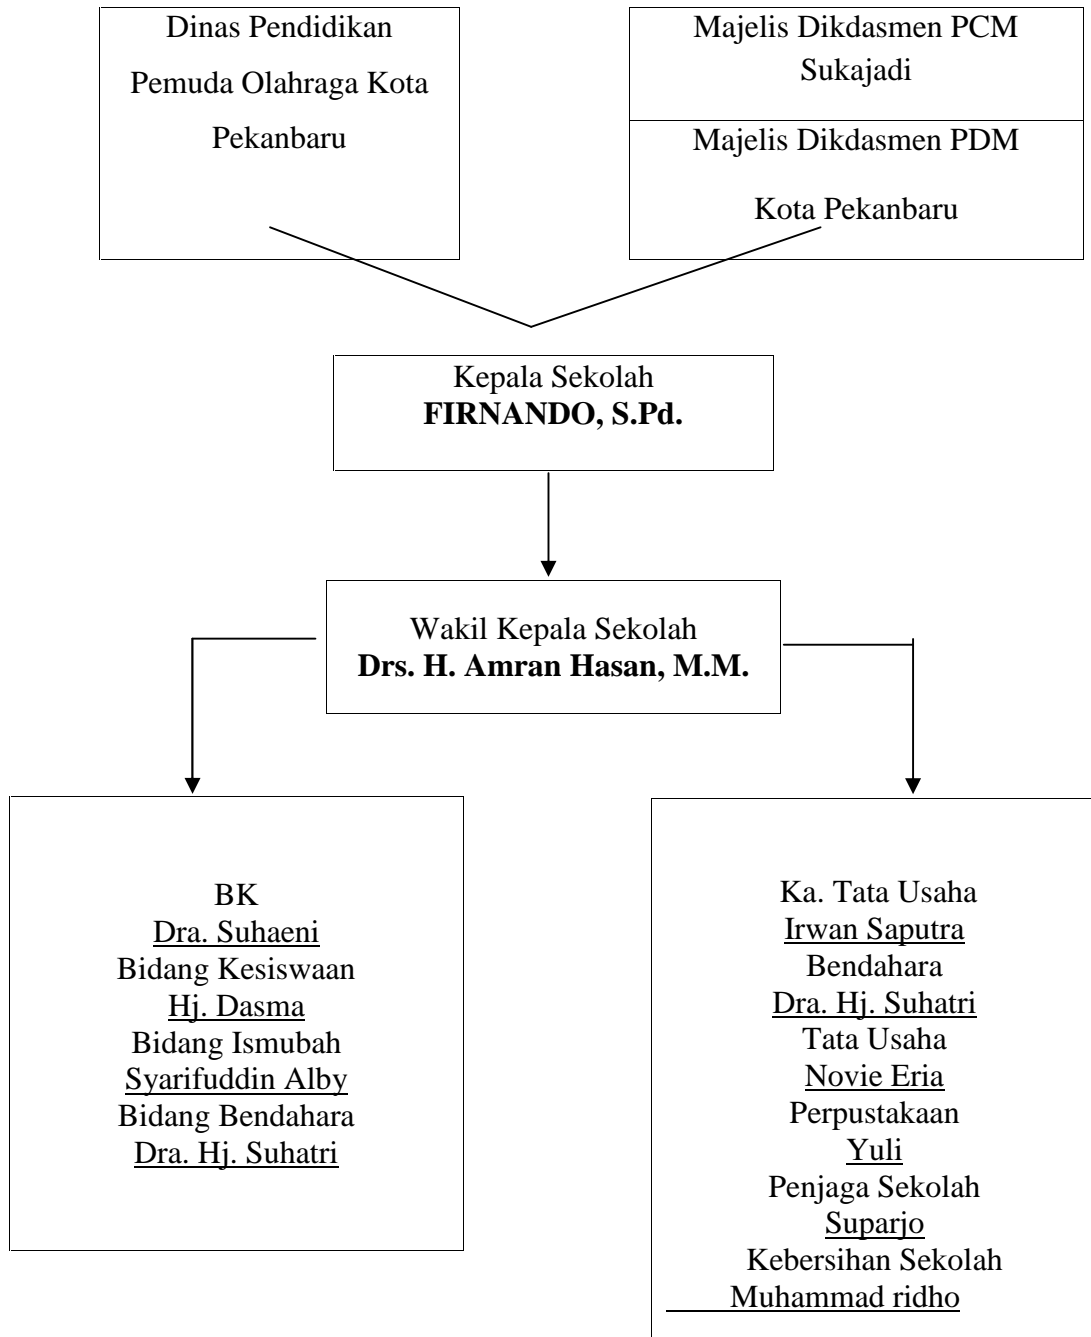 Dinas Pendidikan
Pemuda Olahraga Kota
Pekanbaru
Majelis Dikdasmen PCM
Sukajadi
Majelis Dikdasmen PDM
Kota Pekanbaru
Kepala Sekolah
FIRNANDO, S.Pd.
Wakil Kepala Sekolah
Drs. H. Amran Hasan, M.M.
BK
Dra. Suhaeni
Bidang Kesiswaan
Hj. Dasma
Bidang Ismubah
Syarifuddin Alby
Bidang Bendahara
Dra. Hj. Suhatri
Ka. Tata Usaha
Irwan Saputra
Bendahara
Dra. Hj. Suhatri
Tata Usaha
Novie Eria
Perpustakaan
Yuli
Penjaga Sekolah
Suparjo
Kebersihan Sekolah
Muhammad ridho